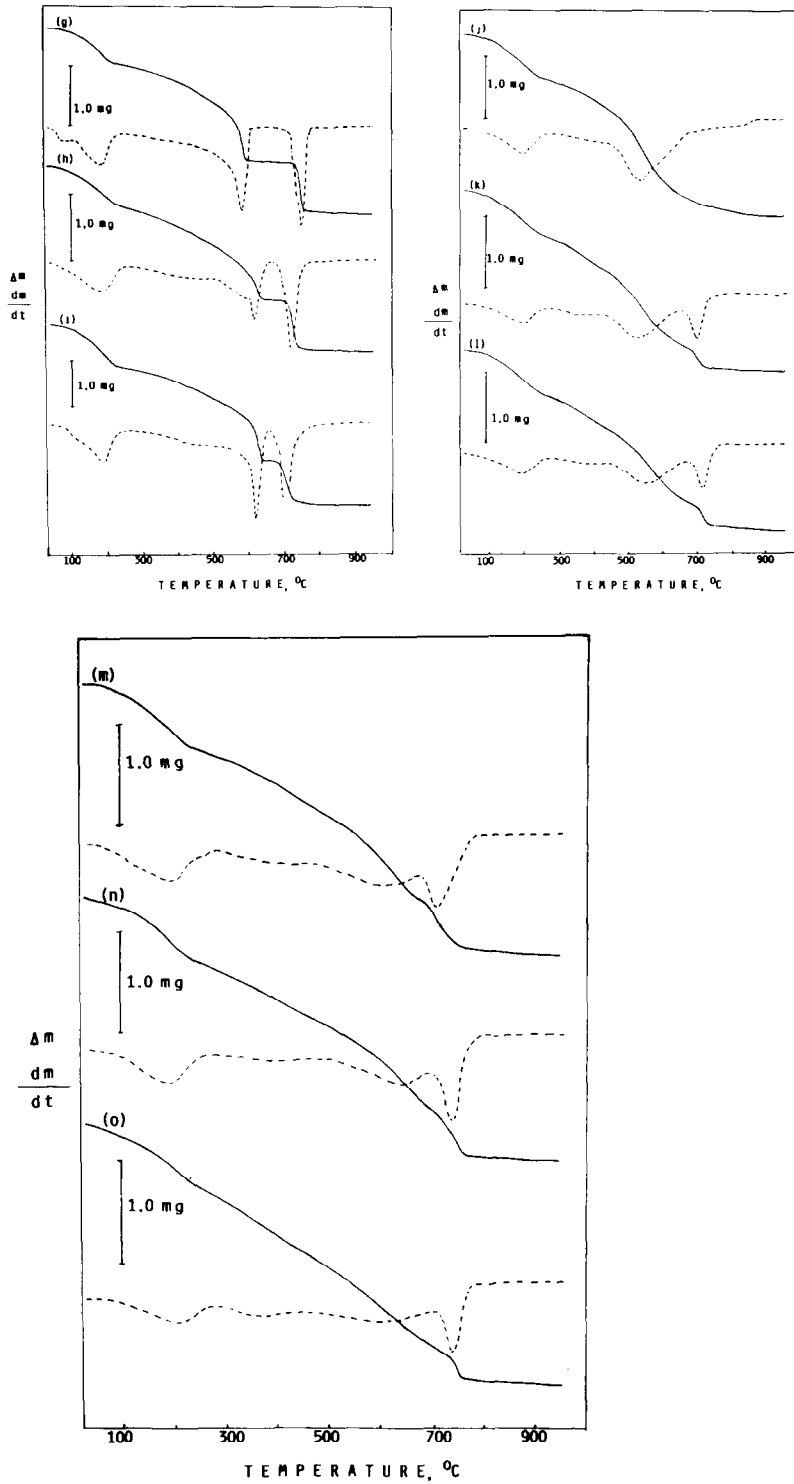 (g)
1.0 mg
(h)
1.0 mg
Δm
dm
dt
(i)
1.0 mg
100 300 500 700 900
TEMPERATURE, °C
(j)
1.0 mg
(k)
1.0 mg
Δm
dm
dt
(l)
1.0 mg
100 300 500 700 900
TEMPERATURE, °C
(m)
1.0 mg
(n)
1.0 mg
Δm
dm
dt
(o)
1.0 mg
100 300 500 700 900
TEMPERATURE, °C